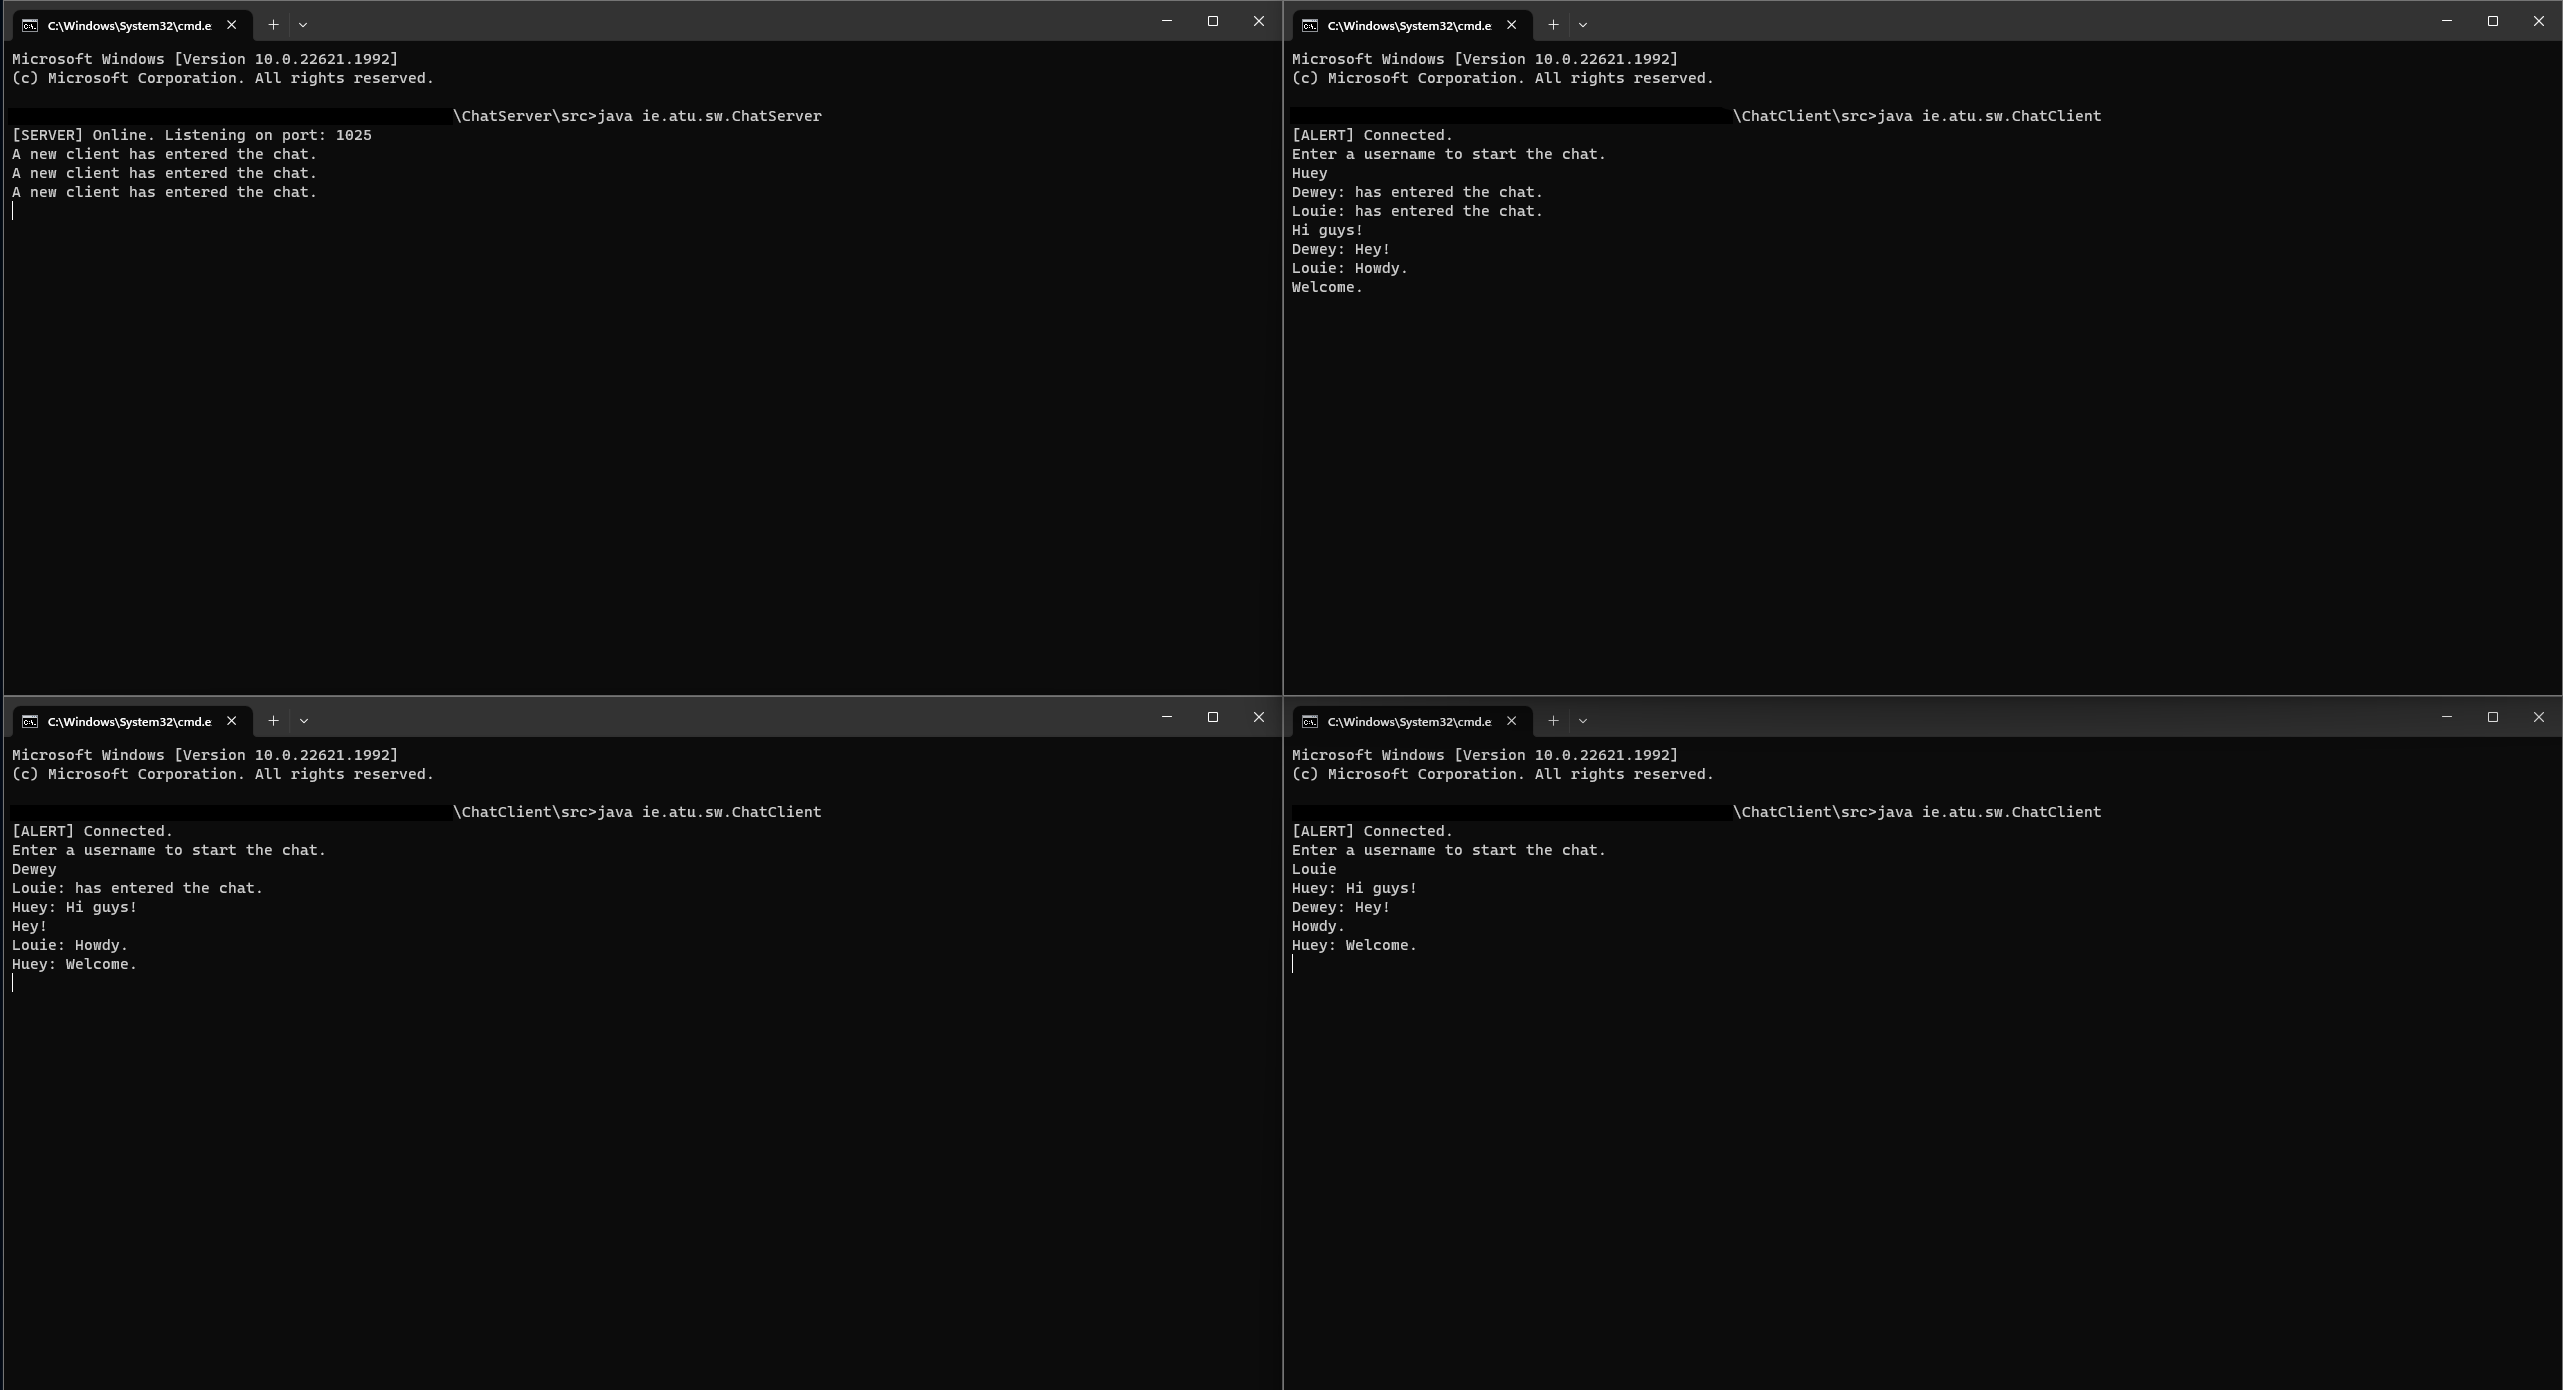 C:\Windows\System32\cmd.e
Microsoft Windows [Version 10.0.22621.1992]
(c) Microsoft Corporation. All rights reserved.
\ChatServer\src>java ie.atu.sw.ChatServer
[SERVER] Online. Listening on port: 1025
A new client has entered the chat.
A new client has entered the chat.
A new client has entered the chat.
C:\Windows\System32\cmd.e
Microsoft Windows [Version 10.0.22621.1992]
(c) Microsoft Corporation. All rights reserved.
\ChatClient\src>java ie.atu.sw.ChatClient
[ALERT] Connected.
Enter a username to start the chat.
Huey
Dewey: has entered the chat.
Louie: has entered the chat.
Hi guys!
Dewey: Hey!
Louie: Howdy.
Welcome.
C:\Windows\System32\cmd.e
Microsoft Windows [Version 10.0.22621.1992]
(c) Microsoft Corporation. All rights reserved.
\ChatClient\src>java ie.atu.sw.ChatClient
[ALERT] Connected.
Enter a username to start the chat.
Dewey
Louie: has entered the chat.
Huey: Hi guys!
Hey!
Louie: Howdy.
Huey: Welcome.
C:\Windows\System32\cmd.e
Microsoft Windows [Version 10.0.22621.1992]
(c) Microsoft Corporation. All rights reserved.
\ChatClient\src>java ie.atu.sw.ChatClient
[ALERT] Connected.
Enter a username to start the chat.
Louie
Huey: Hi guys!
Dewey: Hey!
Howdy.
Huey: Welcome.